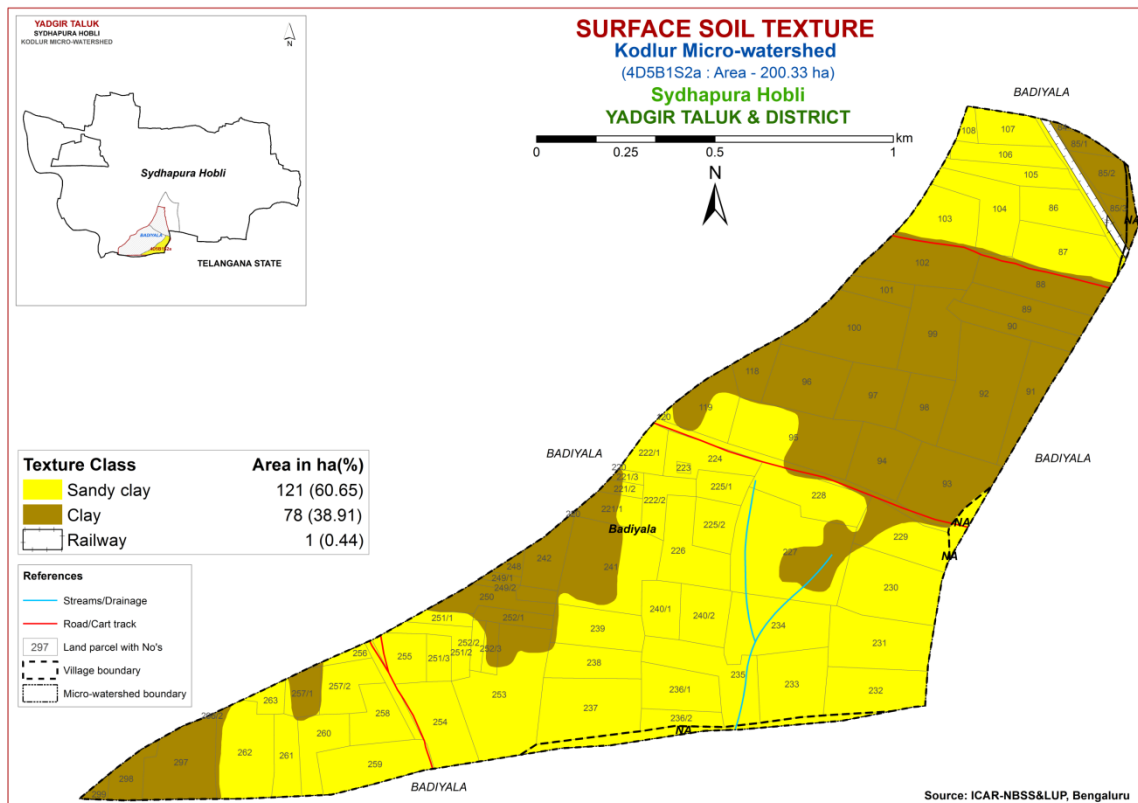 YADGIR TALUK
SYDHAPURA HOBLI
KODLUR MICRO-WATERSHED
N
Sydhapura Hobli
BADIYALA
4D5B1S2a
TELANGANA STATE
SURFACE SOIL TEXTURE
Kodlur Micro-watershed
(4D5B1S2a : Area - 200.33 ha)
Sydhapura Hobli
YADGIR TALUK & DISTRICT
km
0 0.25 0.5 1
N
BADIYALA
108 107 85/1
106 85/2
105
104 86 85/3
103 NA
87
102
88
101 89
100 99 90
118 96 97 98 92 91
119
120 95
BADIYALA 222/1 224 94 BADIYALA
220 223
221/3 225/1 93
221/2 222/2 228
221/1 NA
Badiyala 225/2 229
NA
242 226 227
248 241 230
249/1
249/2
250
251/1 252/1 240/1 240/2 234
239 231
256 255 252/2 252/3
251/3 251/2
257/2 238
257/1 263 253 236/1 235 233 232
258 254 237
262 260 236/2
NA
261
297 259
298
299
BADIYALA
Texture Class Area in ha(%)
Sandy clay 121 (60.65)
Clay 78 (38.91)
Railway 1 (0.44)
References
Streams/Drainage
Road/Cart track
297 Land parcel with No's
Village boundary
Micro-watershed boundary
Source: ICAR-NBSS&LUP, Bengaluru